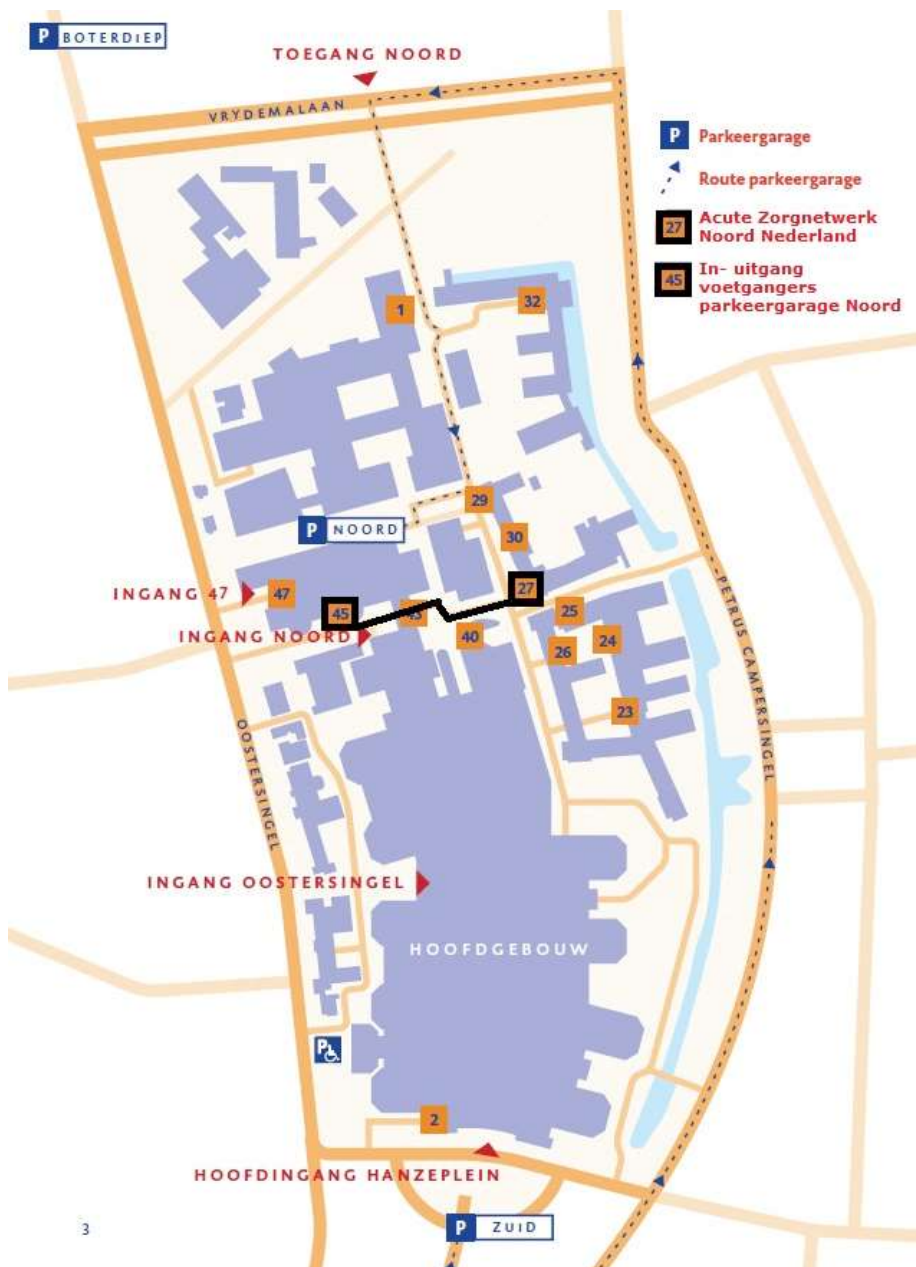 P BOTERDIEP
TOEGANG NOORD
VRYDEMALAAN
P Parkeergarage
Route parkeergarage
27 Acute Zorgnetwerk
Noord Nederland
45 In- uitgang
voetgangers
parkeergarage Noord
1
32
29
P NOORD
30
INGANG 47
47
27
45
43
25
INGANG NOORD
40
24
26
PETRUS CAMPERSINGEL
23
OOSTERSINGEL
INGANG OOSTERSINGEL
HOOFDGEBOUW
P
2
HOOFDINGANG HANZEPLEIN
3
P ZUID